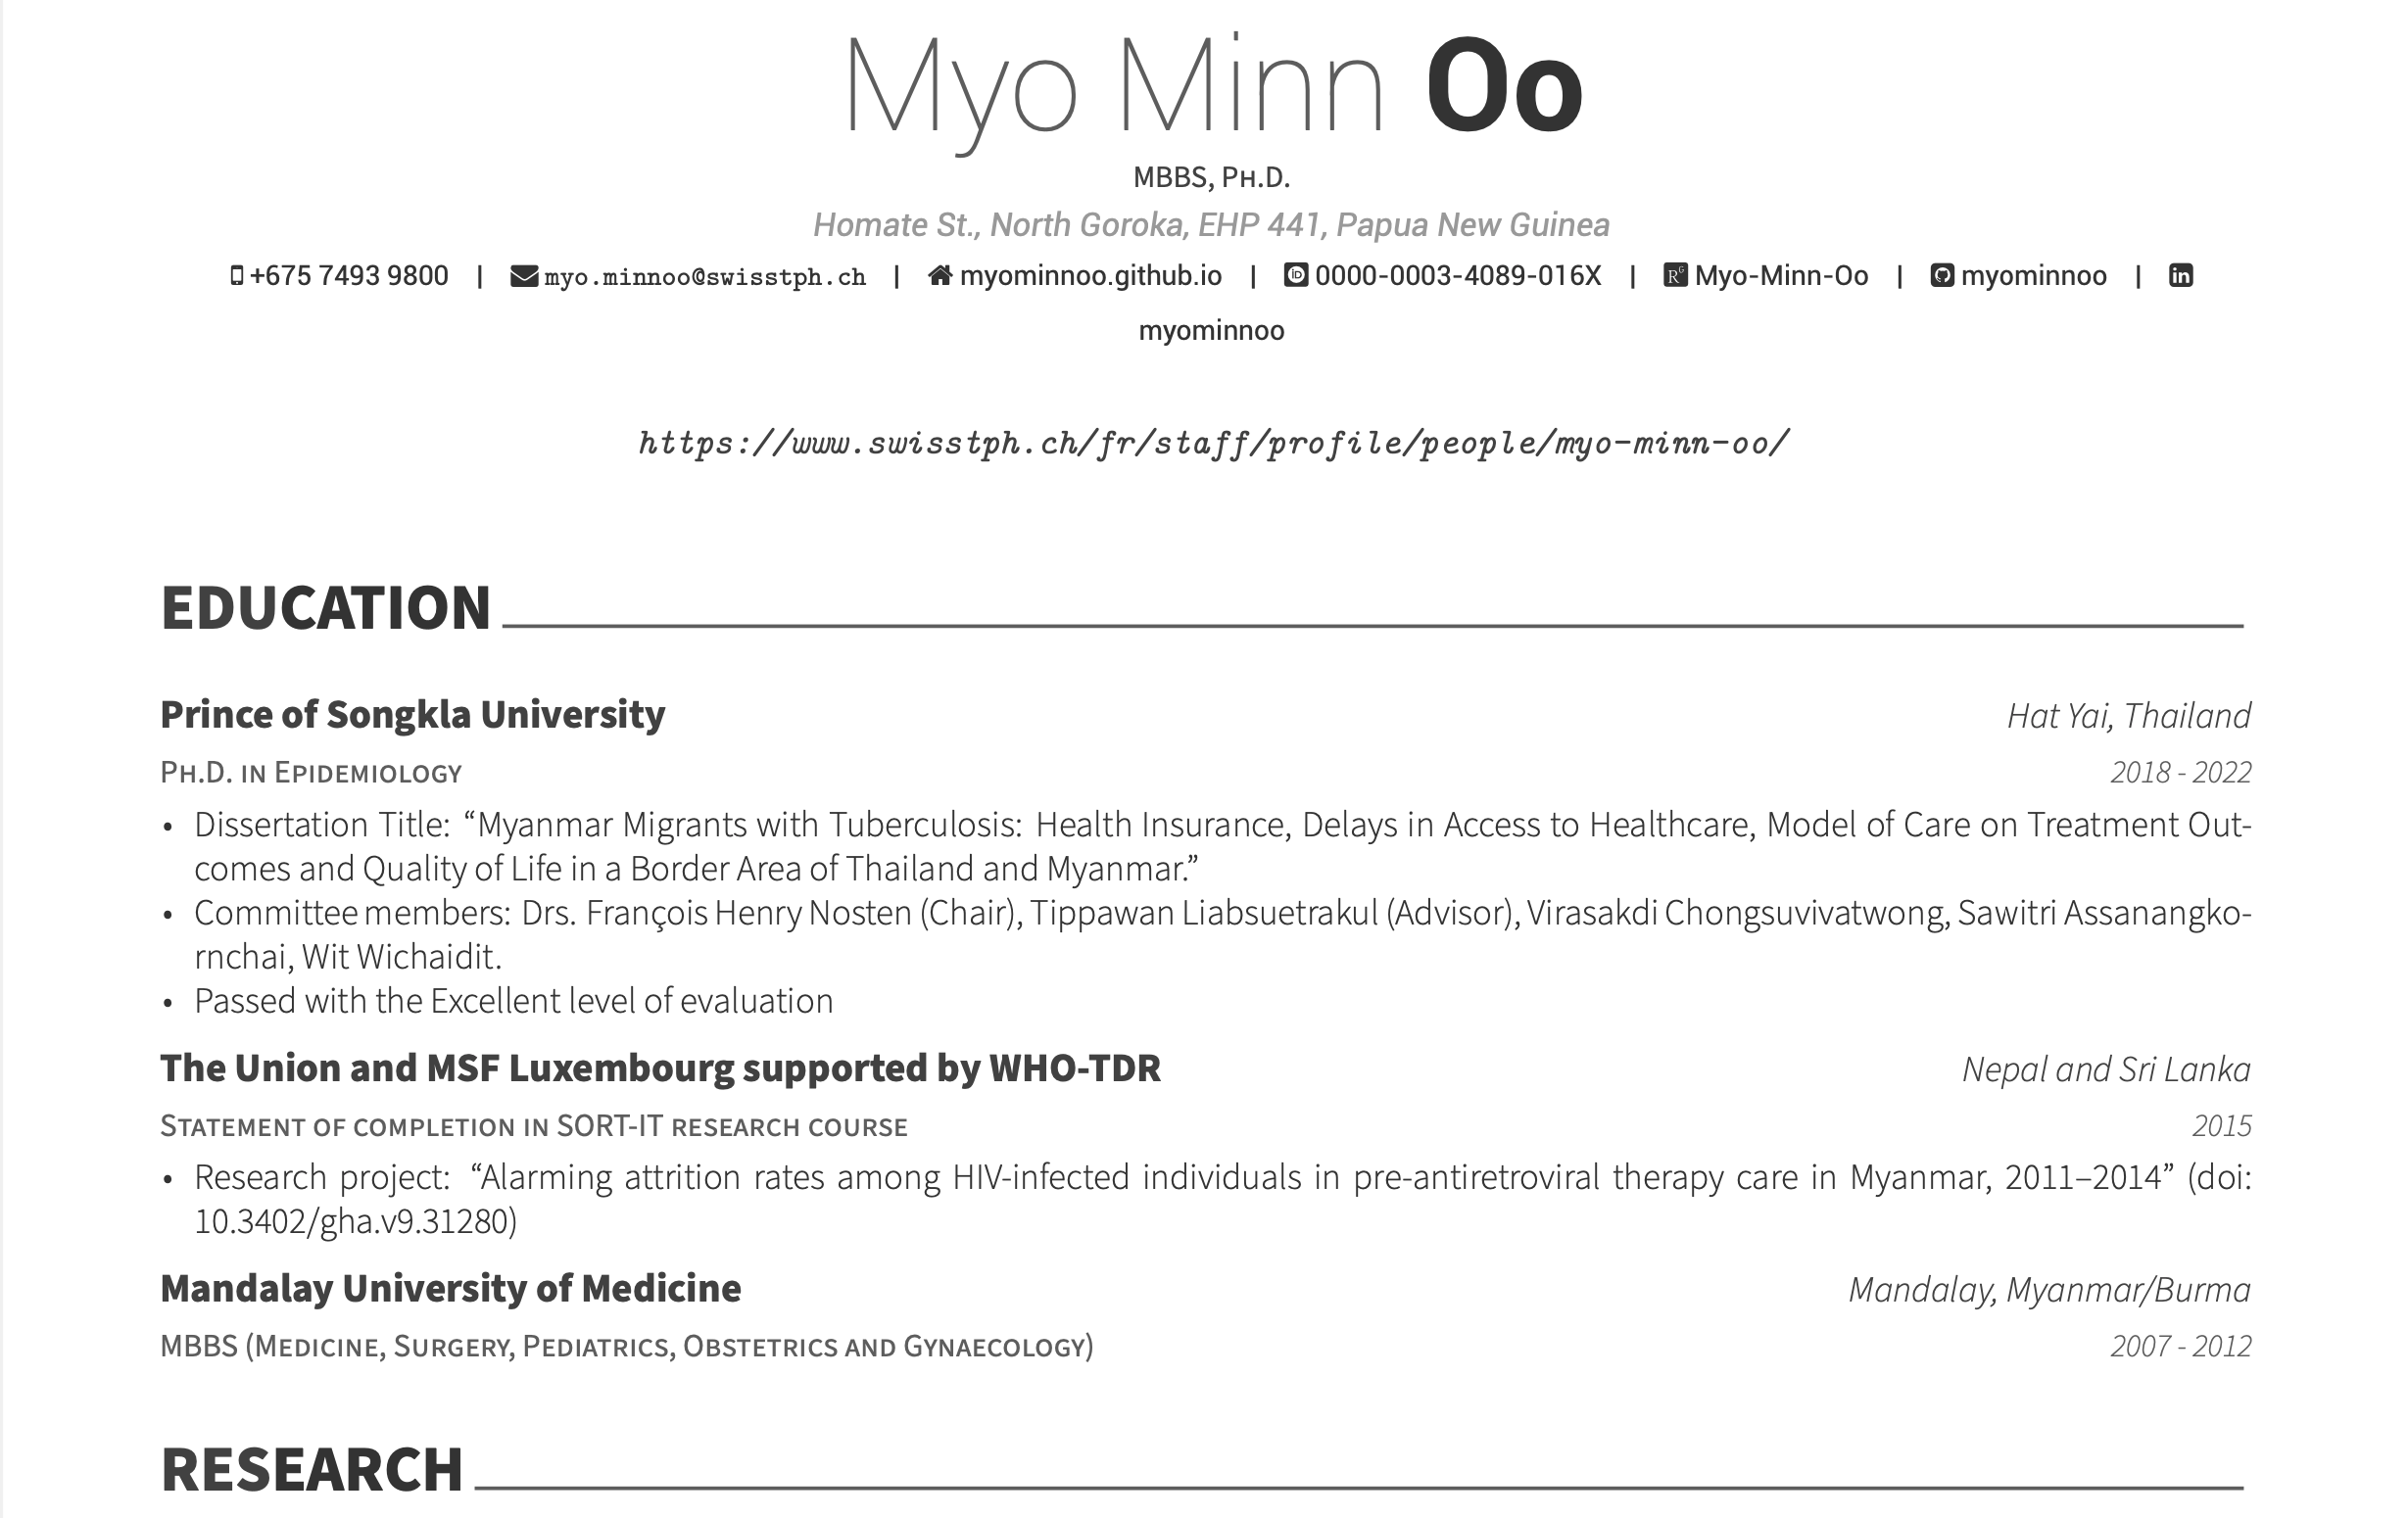 Myo Minn Oo
MBBS, Ph.D.
Homate St., North Goroka, EHP 441, Papua New Guinea
+675 7493 9800 | myo.minnoo@swisstph.ch | myominnoo.github.io | 0000-0003-4089-016X | Myo-Minn-Oo | myominnoo |
myominnoo
https://www.swisstph.ch/fr/staff/profile/people/myo-minn-oo/
EDUCATION
Prince of Songkla University Hat Yai, Thailand
Ph.D. in Epidemiology 2018 - 2022
• Dissertation Title: “Myanmar Migrants with Tuberculosis: Health Insurance, Delays in Access to Healthcare, Model of Care on Treatment Out-
comes and Quality of Life in a Border Area of Thailand and Myanmar.”
• Committee members: Drs. François Henry Nosten (Chair), Tippawan Liabsuetrakul (Advisor), Virasakdi Chongsuvivatwong, Sawitri Assanangko-
rnchai, Wit Wichaidit.
• Passed with the Excellent level of evaluation
The Union and MSF Luxembourg supported by WHO-TDR Nepal and Sri Lanka
Statement of completion in SORT-IT research course 2015
• Research project: “Alarming attrition rates among HIV-infected individuals in pre-antiretroviral therapy care in Myanmar, 2011–2014” (doi:
10.3402/gha.v9.31280)
Mandalay University of Medicine Mandalay, Myanmar/Burma
MBBS (Medicine, Surgery, Pediatrics, Obstetrics and Gynaecology) 2007 - 2012
RESEARCH